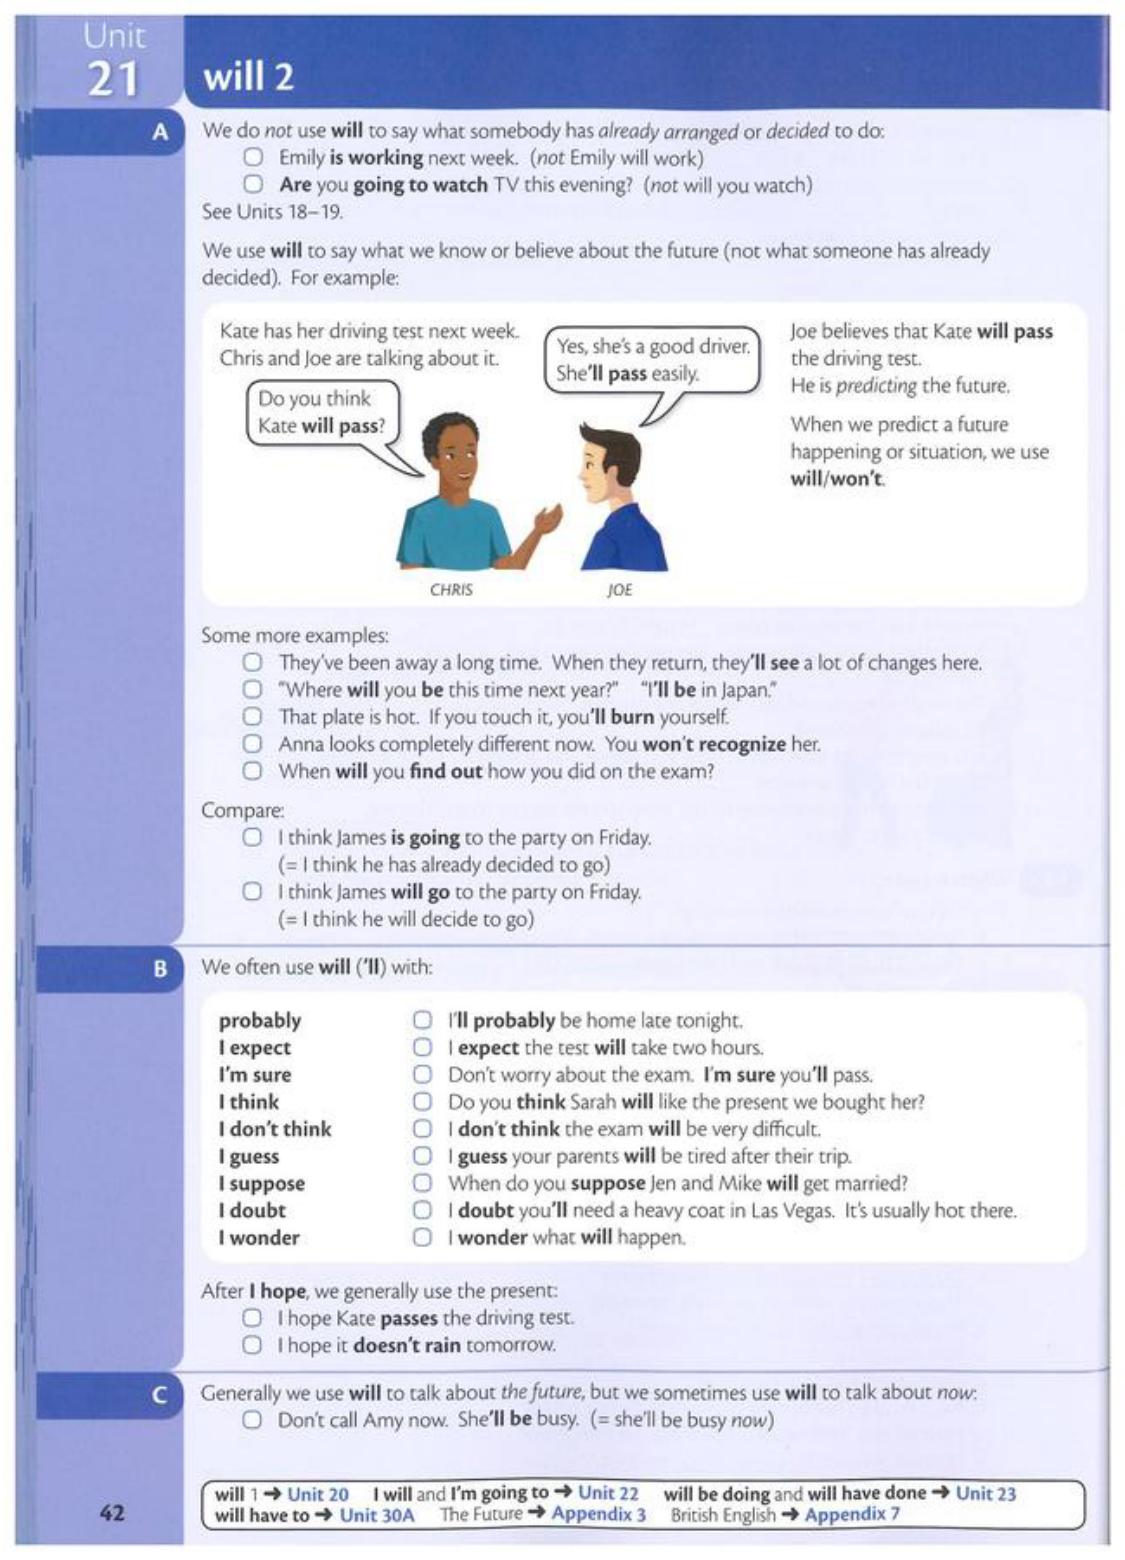 Unit
21
will 2
A
We do not use will to say what somebody has already arranged or decided to do:
Emily is working next week. (not Emily will work)
Are you going to watch TV this evening? (not will you watch)
See Units 18–19.
We use will to say what we know or believe about the future (not what someone has already
decided). For example:
Kate has her driving test next week.
Chris and Joe are talking about it.
Do you think
Kate will pass?
Yes, she's a good driver.
She'll pass easily.
CHRIS
JOE
Joe believes that Kate will pass
the driving test.
He is predicting the future.
When we predict a future
happening or situation, we use
will/won't.
Some more examples:
They've been away a long time. When they return, they'll see a lot of changes here.
"Where will you be this time next year?" "I'll be in Japan."
That plate is hot. If you touch it, you'll burn yourself.
Anna looks completely different now. You won't recognize her.
When will you find out how you did on the exam?
Compare:
I think James is going to the party on Friday.
(= I think he has already decided to go)
I think James will go to the party on Friday.
(= I think he will decide to go)
B
We often use will ('ll) with:
probably I'll probably be home late tonight.
I expect I expect the test will take two hours.
I'm sure Don't worry about the exam. I'm sure you'll pass.
I think Do you think Sarah will like the present we bought her?
I don't think I don't think the exam will be very difficult.
I guess I guess your parents will be tired after their trip.
I suppose When do you suppose Jen and Mike will get married?
I doubt I doubt you'll need a heavy coat in Las Vegas. It's usually hot there.
I wonder I wonder what will happen.
After I hope, we generally use the present:
I hope Kate passes the driving test.
I hope it doesn't rain tomorrow.
C
Generally we use will to talk about the future, but we sometimes use will to talk about now:
Don't call Amy now. She'll be busy. (= she'll be busy now)
42
will 1 ➔ Unit 20 I will and I'm going to ➔ Unit 22 will be doing and will have done ➔ Unit 23
will have to ➔ Unit 30A The Future ➔ Appendix 3 British English ➔ Appendix 7